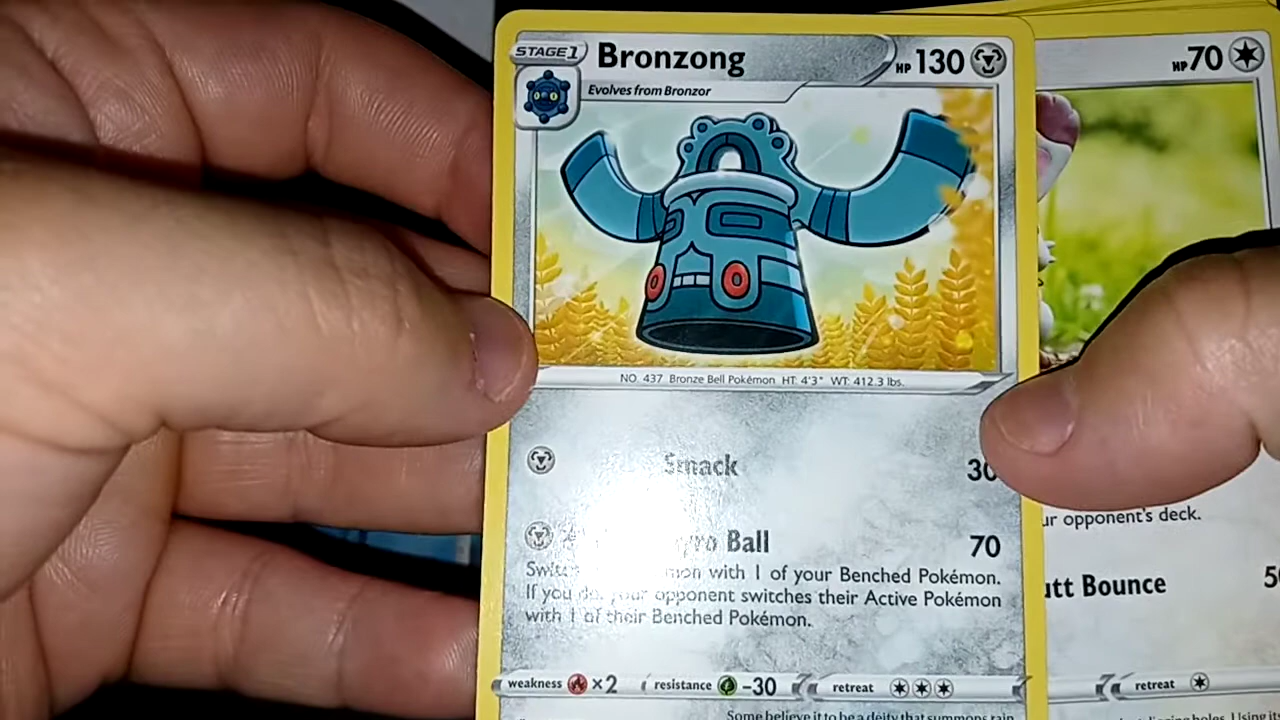 STAGE 1
Bronzong
HP 130
Evolves from Bronzor
NO. 437 Bronze Bell Pokémon HT: 4'3" WT: 412.3 lbs.
Smack 30
Ball 70
with 1 of your Benched Pokémon.
If you do, your opponent switches their Active Pokémon
with 1 of their Benched Pokémon.
weakness ×2 resistance -30 retreat
Some believe it to be a deity that summons rain
HP 70
opponent's deck.
Bounce
retreat
holes. Using